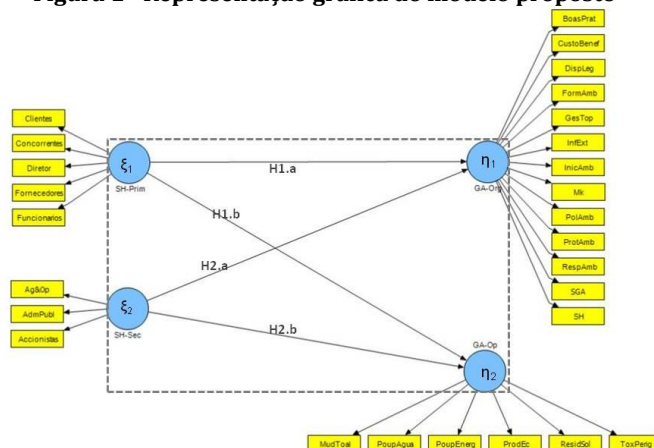 Figura 1 - Representação gráfica do modelo proposto
BoasPrat
CustoBenef
DispLeg
FormAmb
GesTop
InfExt
InicAmb
Mk
PolAmb
ProtAmb
RespAmb
SGA
SH
Clientes
Concorrentes
Diretor
Fornecedores
Funcionarios
ξ1
SH-Prim
H1.a
η1
GA-Org
H1.b
H2.a
Ag&Op
AdmPubl
Accionistas
ξ2
SH-Sec
H2.b
GA-Op
η2
MudToal
PoupAgua
PoupEnerg
ProdEc
ResidSol
ToxPerig